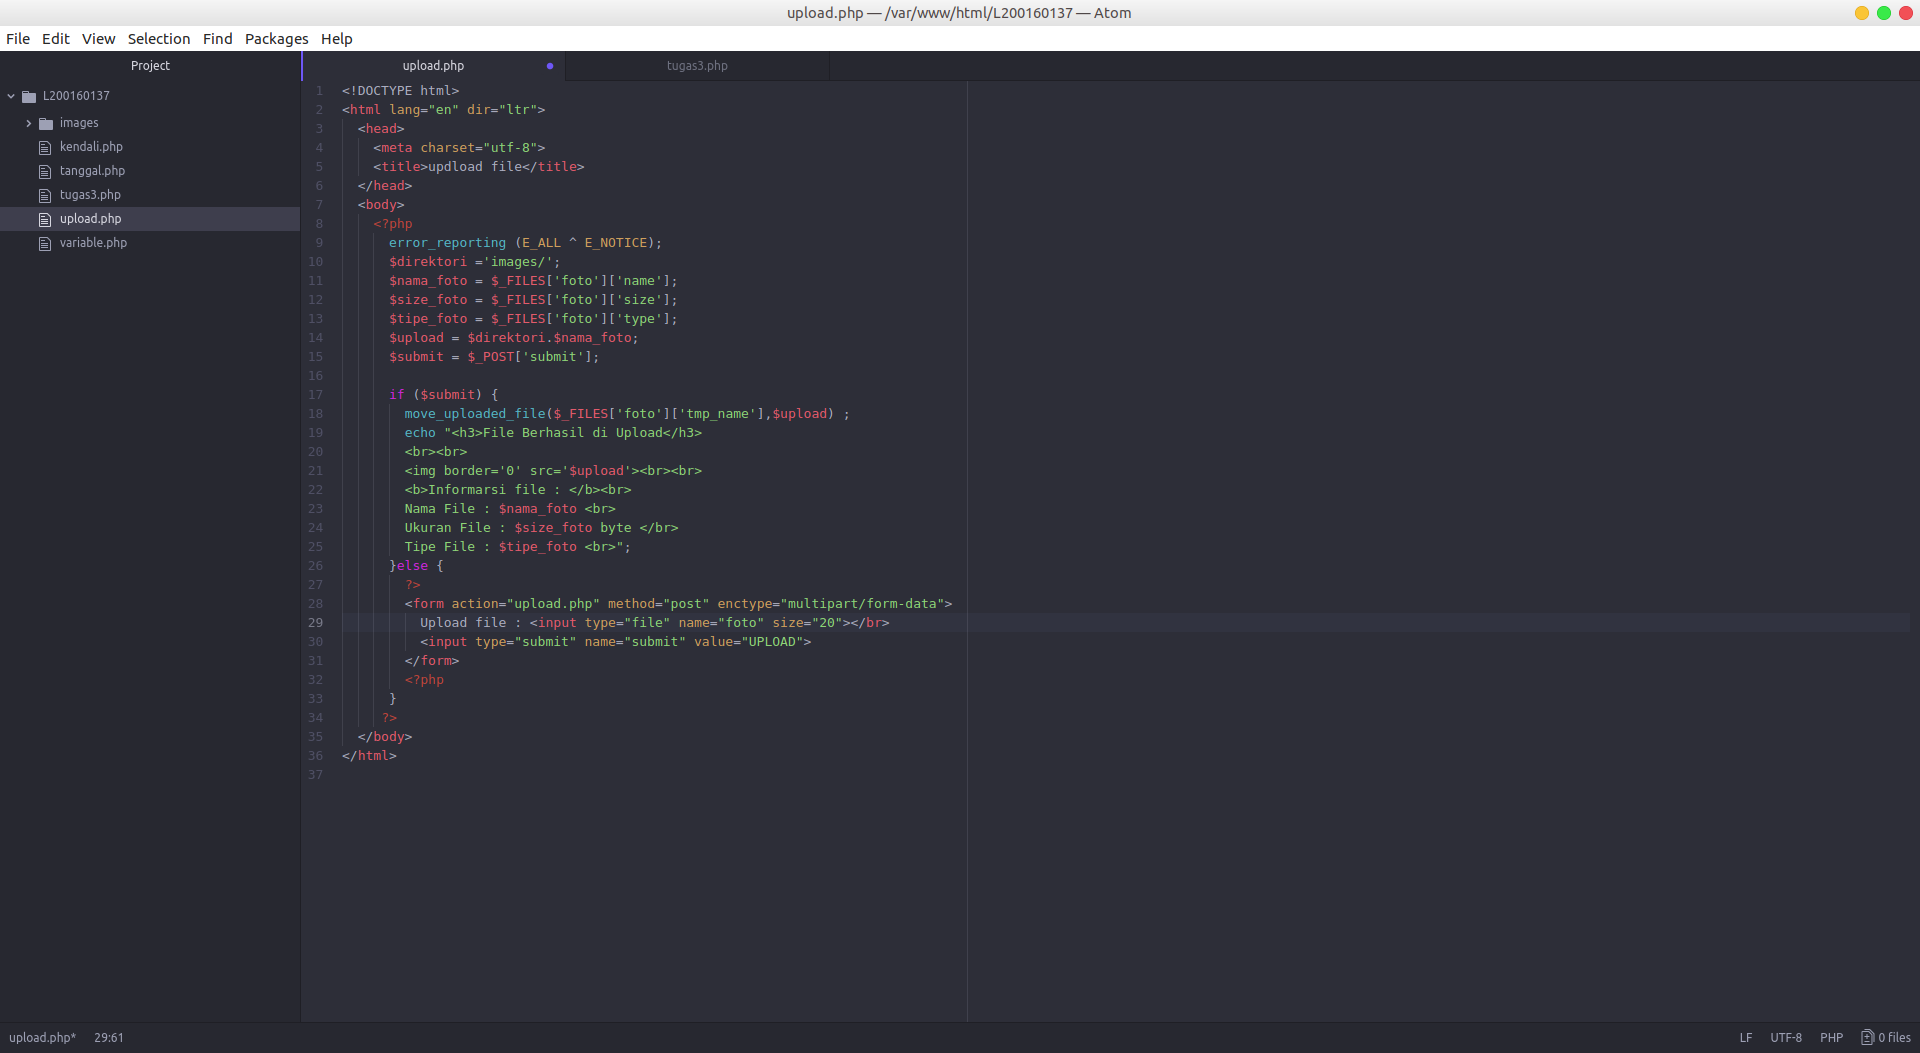 upload.php — /var/www/html/L200160137 — Atom
File Edit View Selection Find Packages Help
Project
L200160137
images
kendali.php
tanggal.php
tugas3.php
upload.php
variable.php
upload.php tugas3.php
1 <!DOCTYPE html>
2 <html lang="en" dir="ltr">
3 <head>
4 <meta charset="utf-8">
5 <title>updload file</title>
6 </head>
7 <body>
8 <?php
9 error_reporting (E_ALL ^ E_NOTICE);
10 $direktori ='images/';
11 $nama_foto = $_FILES['foto']['name'];
12 $size_foto = $_FILES['foto']['size'];
13 $tipe_foto = $_FILES['foto']['type'];
14 $upload = $direktori.$nama_foto;
15 $submit = $_POST['submit'];
16
17 if ($submit) {
18 move_uploaded_file($_FILES['foto']['tmp_name'],$upload) ;
19 echo "<h3>File Berhasil di Upload</h3>
20 <br><br>
21 <img border='0' src='$upload'><br><br>
22 <b>Informarsi file : </b><br>
23 Nama File : $nama_foto <br>
24 Ukuran File : $size_foto byte </br>
25 Tipe File : $tipe_foto <br>";
26 }else {
27 ?>
28 <form action="upload.php" method="post" enctype="multipart/form-data">
29 Upload file : <input type="file" name="foto" size="20"></br>
30 <input type="submit" name="submit" value="UPLOAD">
31 </form>
32 <?php
33 }
34 ?>
35 </body>
36 </html>
37
upload.php* 29:61 LF UTF-8 PHP 0 files